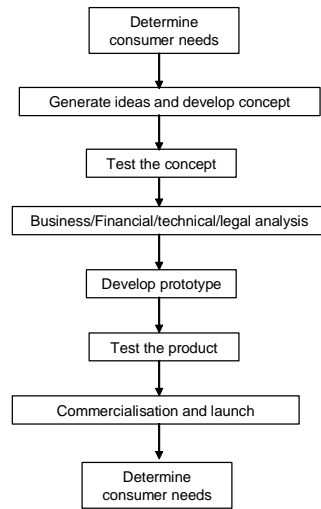 Determine
consumer needs
Generate ideas and develop concept
Test the concept
Business/Financial/technical/legal analysis
Develop prototype
Test the product
Commercialisation and launch
Determine
consumer needs